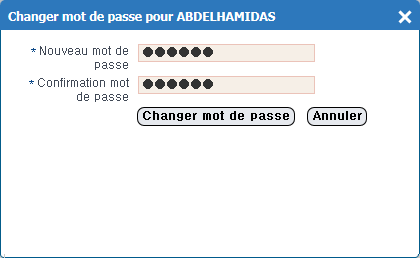 Changer mot de passe pour ABDELHAMIDAS
* Nouveau mot de
passe
●●●●●●
* Confirmation mot
de passe
●●●●●●
Changer mot de passe
Annuler